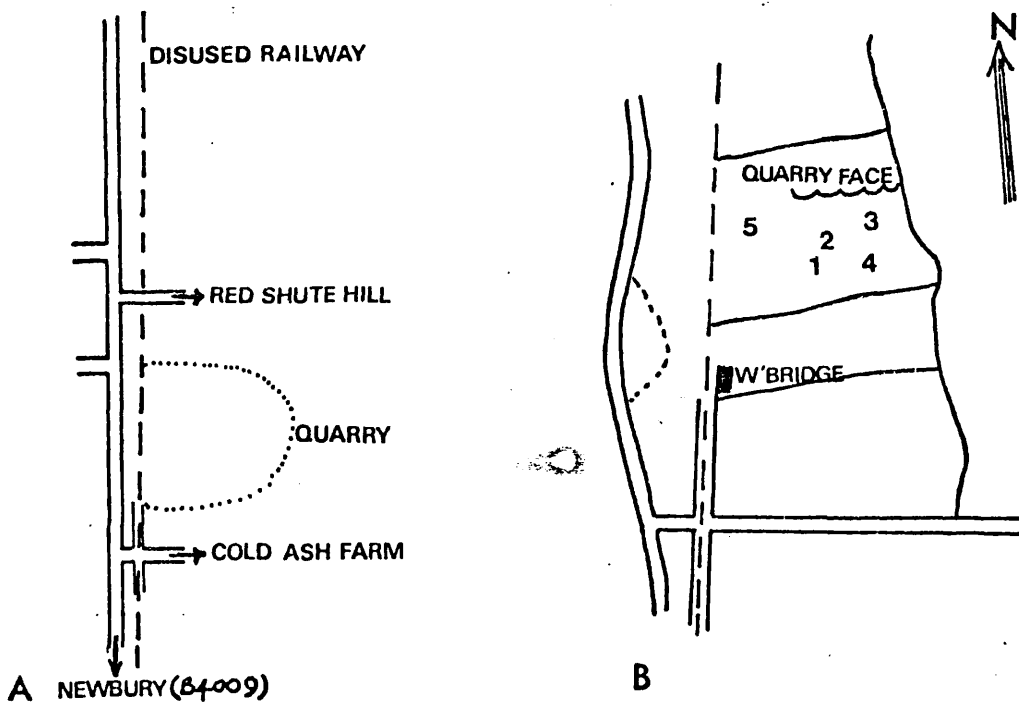 DISUSED RAILWAY
RED SHUTE HILL
QUARRY
COLD ASH FARM
A NEWBURY (B4009)
N
QUARRY FACE
5
3
2
1 4
W'BRIDGE
B